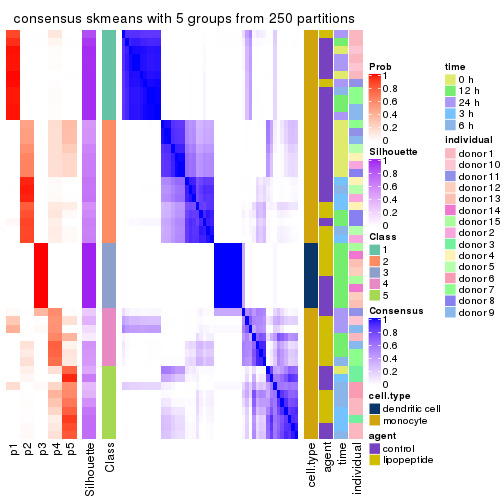 consensus skmeans with 5 groups from 250 partitions
p1
p2
p3
p4
p5
Silhouette
Class
cell.type
agent
time
individual
Prob
1
0.8
0.6
0.4
0.2
0
Silhouette
1
0.8
0.6
0.4
0.2
0
Class
1
2
3
4
5
Consensus
1
0.8
0.6
0.4
0.2
0
cell.type
dendritic cell
monocyte
agent
control
lipopeptide
time
0 h
12 h
24 h
3 h
6 h
individual
donor 1
donor 10
donor 11
donor 12
donor 13
donor 14
donor 15
donor 2
donor 3
donor 4
donor 5
donor 6
donor 7
donor 8
donor 9